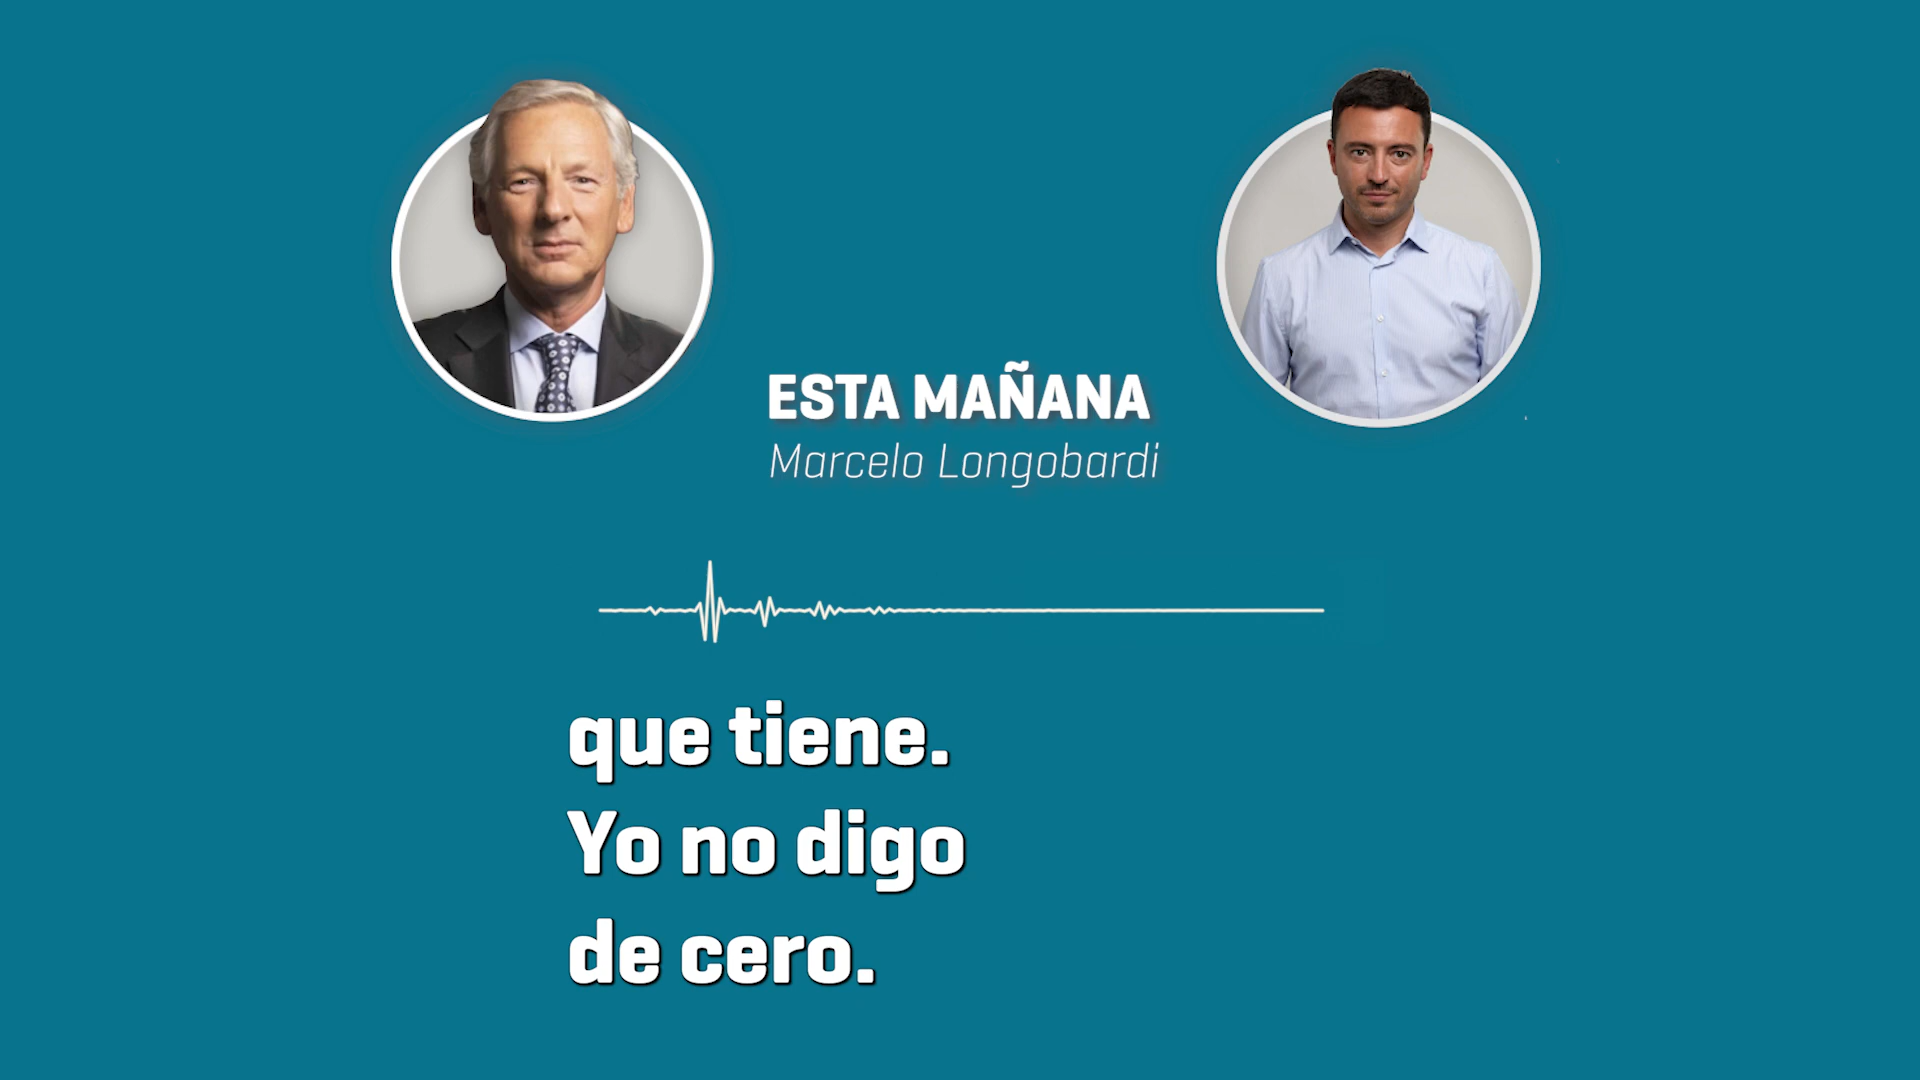 ESTA MAÑANA
Marcelo Longobardi
que tiene.
Yo no digo
de cero.